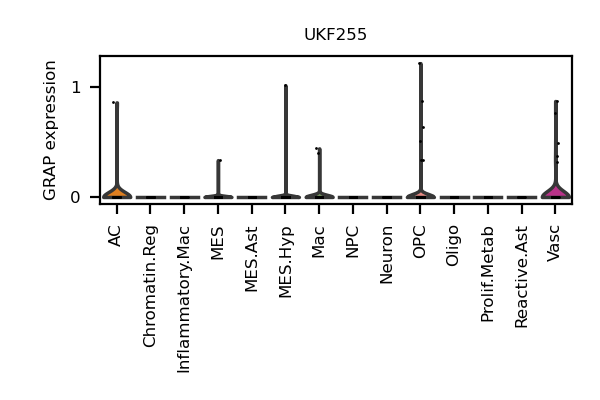 UKF255
GRAP expression
1
0
AC
Chromatin.Reg
Inflammatory.Mac
MES
MES.Ast
MES.Hyp
Mac
NPC
Neuron
OPC
Oligo
Prolif.Metab
Reactive.Ast
Vasc